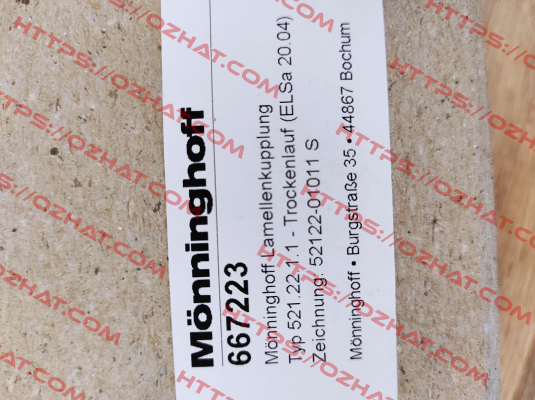 Mönninghoff
667223
Mönninghoff Lamellenkupplung
Typ 521.22.1.1 - Trockenlauf (ELSa 20.04)
Zeichnung: 52122-01011 S
Mönninghoff • Burgstraße 35 • 44867 Bochum
HTTPS://OZHAT.COM